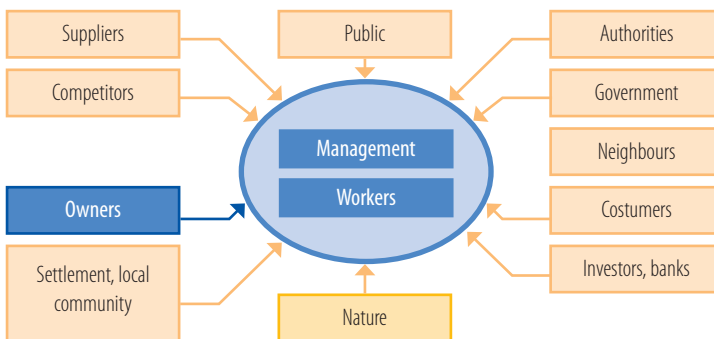 Suppliers
Public
Authorities
Competitors
Government
Management
Neighbours
Workers
Owners
Costumers
Settlement, local
community
Investors, banks
Nature